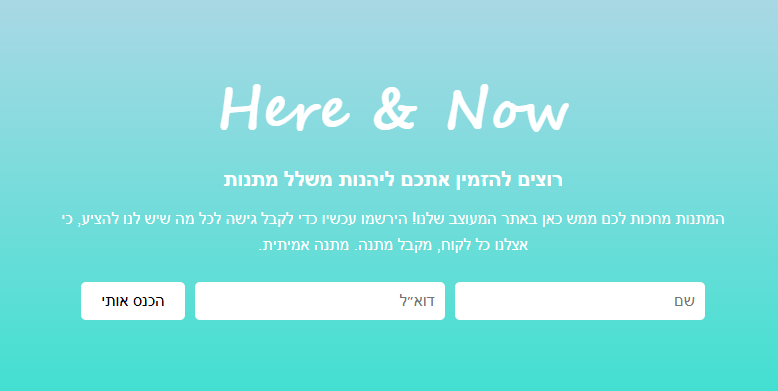 Here & Now
רוצים להזמין אתכם ליהנות משלל מתנות
המתנות מחכות לכם ממש כאן באתר המעוצב שלנו! הירשמו עכשיו כדי לקבל גישה לכל מה שיש לנו להציע, כי
אצלנו כל לקוח, מקבל מתנה. מתנה אמיתית.
שם
דוא״ל
הכנס אותי